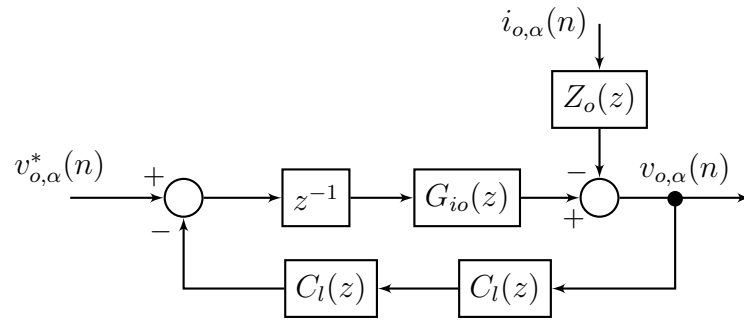 i_{o,α}(n)
Z_o(z)
v^*_{o,α}(n)
+
−
z^{−1}
G_{io}(z)
−
+
v_{o,α}(n)
C_l(z)
C_l(z)